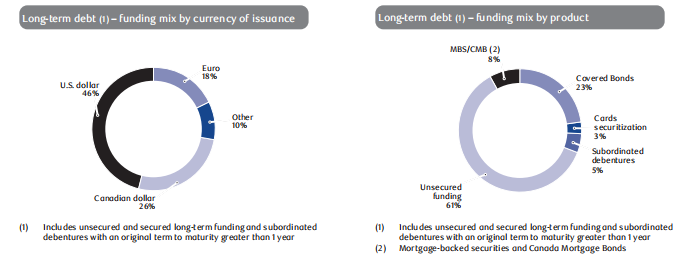 Long-term debt (1) – funding mix by currency of issuance
Euro
18%
U.S. dollar
46%
Other
10%
Canadian dollar
26%
(1) Includes unsecured and secured long-term funding and subordinated
debentures with an original term to maturity greater than 1 year
Long-term debt (1) – funding mix by product
MBS/CMB (2)
8%
Covered Bonds
23%
Cards
securitization
3%
Subordinated
debentures
5%
Unsecured
funding
61%
(1) Includes unsecured and secured long-term funding and subordinated
debentures with an original term to maturity greater than 1 year
(2) Mortgage-backed securities and Canada Mortgage Bonds